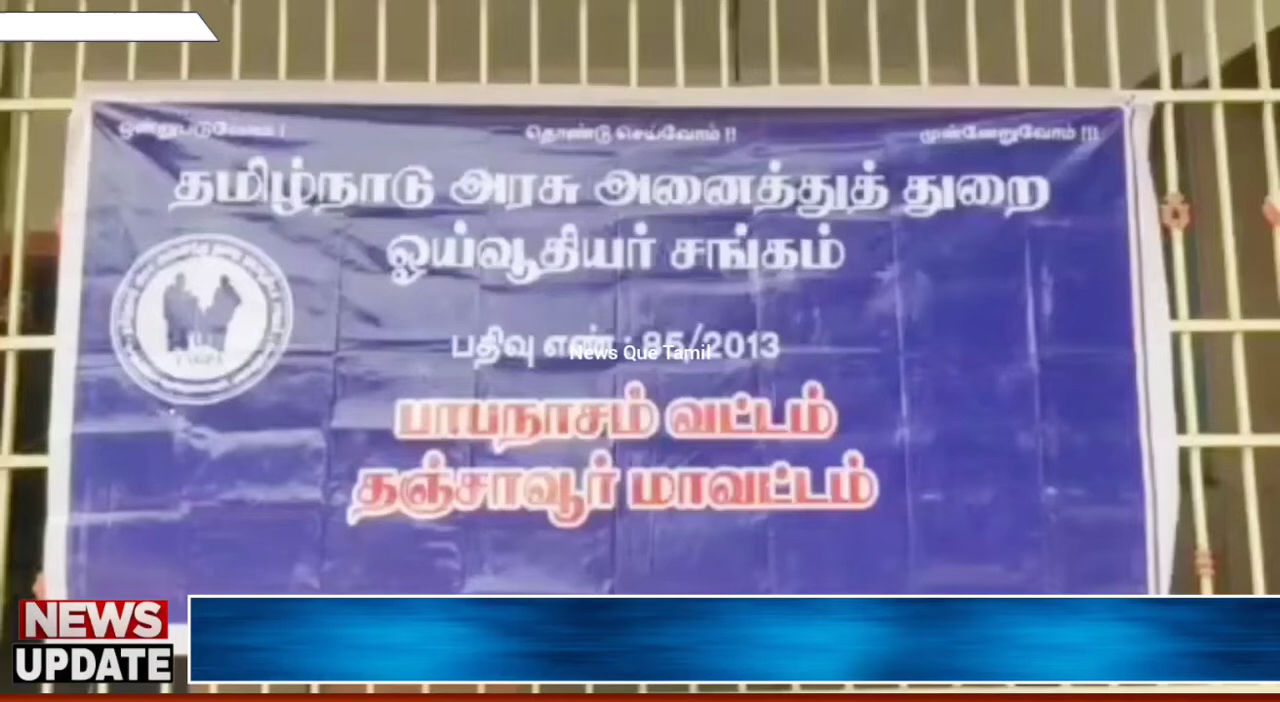 ஒன்றுபடுவோம் ! தொண்டு செய்வோம் !! முன்னேறுவோம் !!!
தமிழ்நாடு அரசு அனைத்துத் துறை
ஓய்வூதியர் சங்கம்
பதிவு எண் : 85/2013
News Que Tamil
பாபநாசம் வட்டம்
தஞ்சாவூர் மாவட்டம்
NEWS
UPDATE